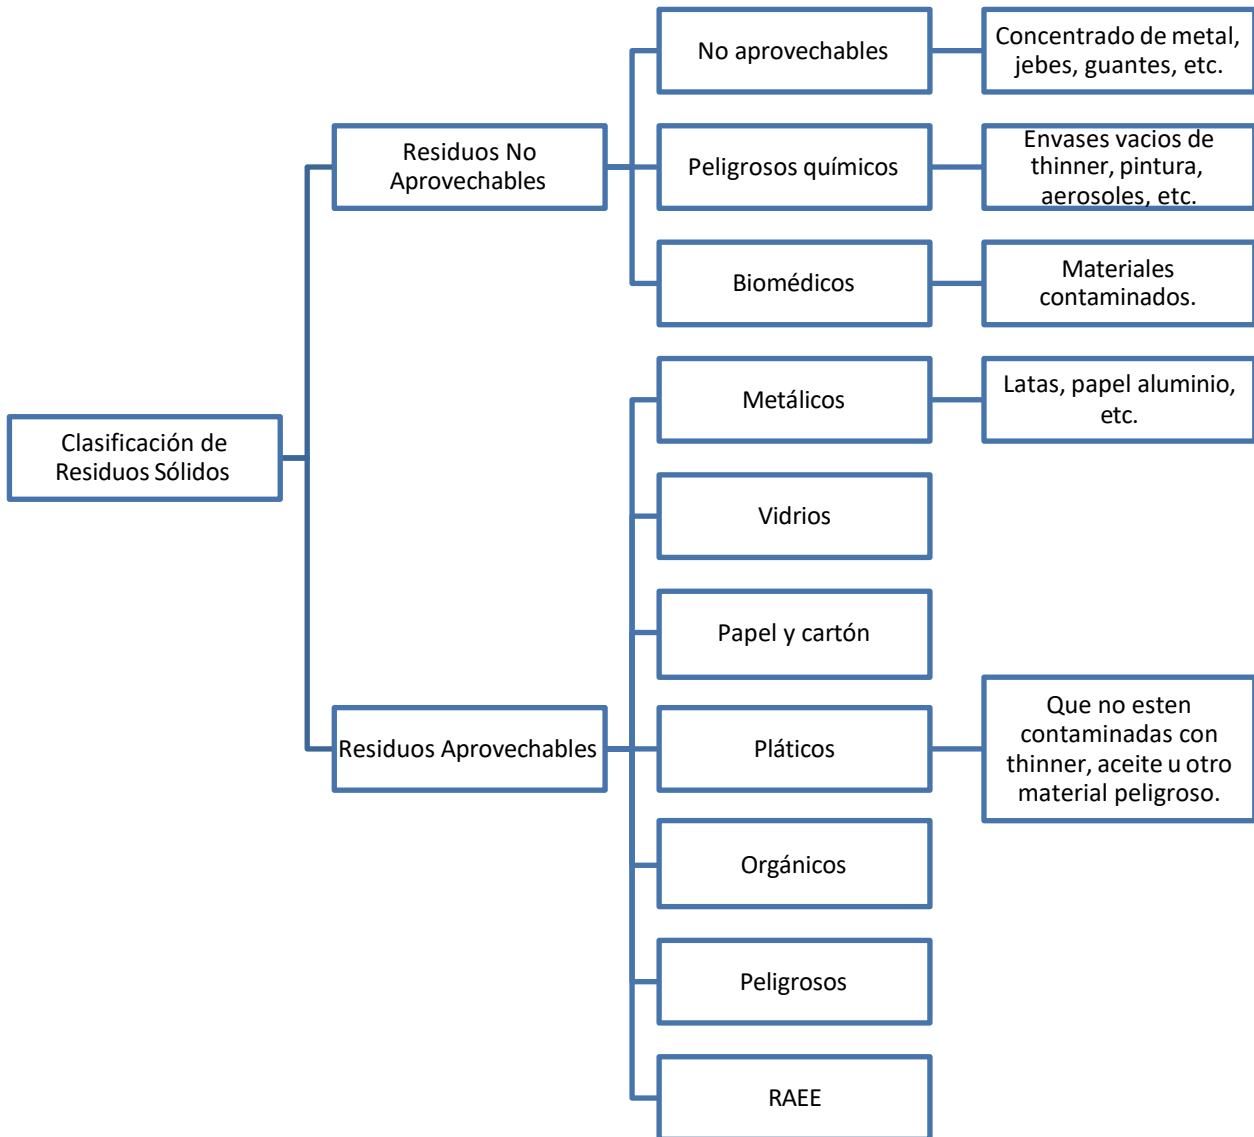 Clasificación de
Residuos Sólidos
Residuos No
Aprovechables
No aprovechables
Concentrado de metal,
jebes, guantes, etc.
Peligrosos químicos
Envases vacios de
thinner, pintura,
aerosoles, etc.
Biomédicos
Materiales
contaminados.
Residuos Aprovechables
Metálicos
Latas, papel aluminio,
etc.
Vidrios
Papel y cartón
Pláticos
Que no esten
contaminadas con
thinner, aceite u otro
material peligroso.
Orgánicos
Peligrosos
RAEE